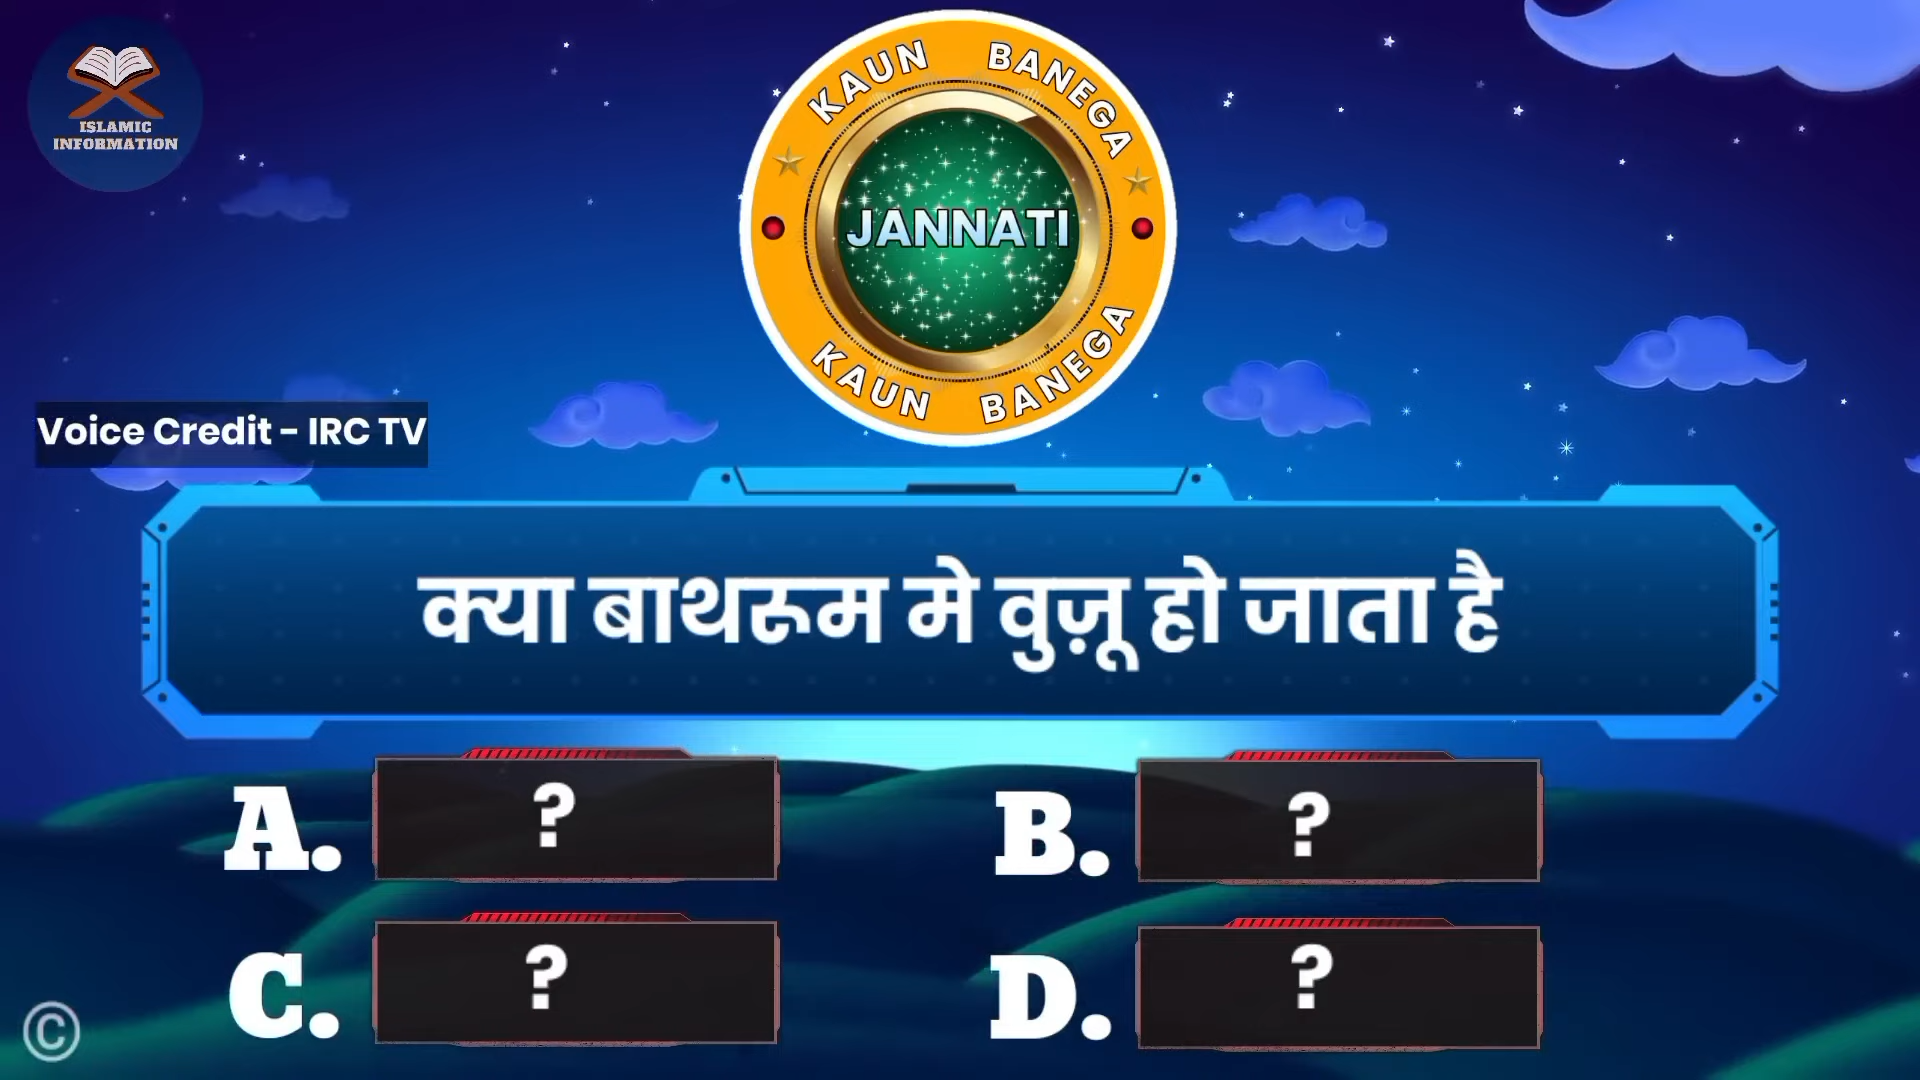 ISLAMIC
INFORMATION
KAUN BANEGA
JANNATI
KAUN BANEGA
Voice Credit - IRC TV
क्या बाथरूम मे वुज़ू हो जाता है
A. ?
B. ?
C. ?
D. ?
©